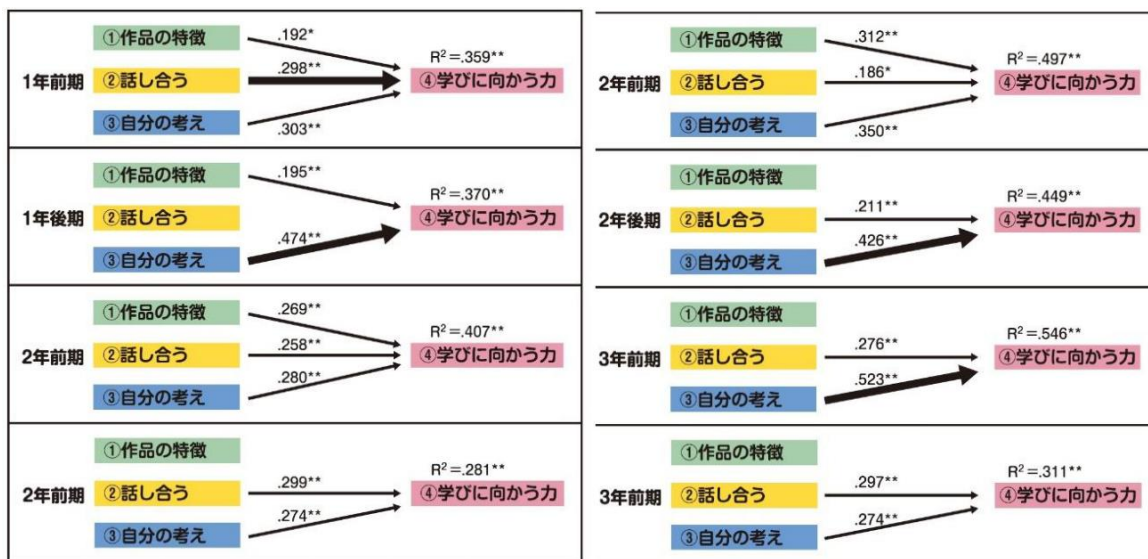 1年前期
①作品の特徴
②話し合う
③自分の考え
.192*
.298**
.303**
R²=.359**
④学びに向かう力
1年後期
①作品の特徴
②話し合う
③自分の考え
.195**
.474**
R²=.370**
④学びに向かう力
2年前期
①作品の特徴
②話し合う
③自分の考え
.269**
.258**
.280**
R²=.407**
④学びに向かう力
2年前期
①作品の特徴
②話し合う
③自分の考え
.299**
.274**
R²=.281**
④学びに向かう力
2年前期
①作品の特徴
②話し合う
③自分の考え
.312**
.186*
.350**
R²=.497**
④学びに向かう力
2年後期
①作品の特徴
②話し合う
③自分の考え
.211**
.426**
R²=.449**
④学びに向かう力
3年前期
①作品の特徴
②話し合う
③自分の考え
.276**
.523**
R²=.546**
④学びに向かう力
3年前期
①作品の特徴
②話し合う
③自分の考え
.297**
.274**
R²=.311**
④学びに向かう力